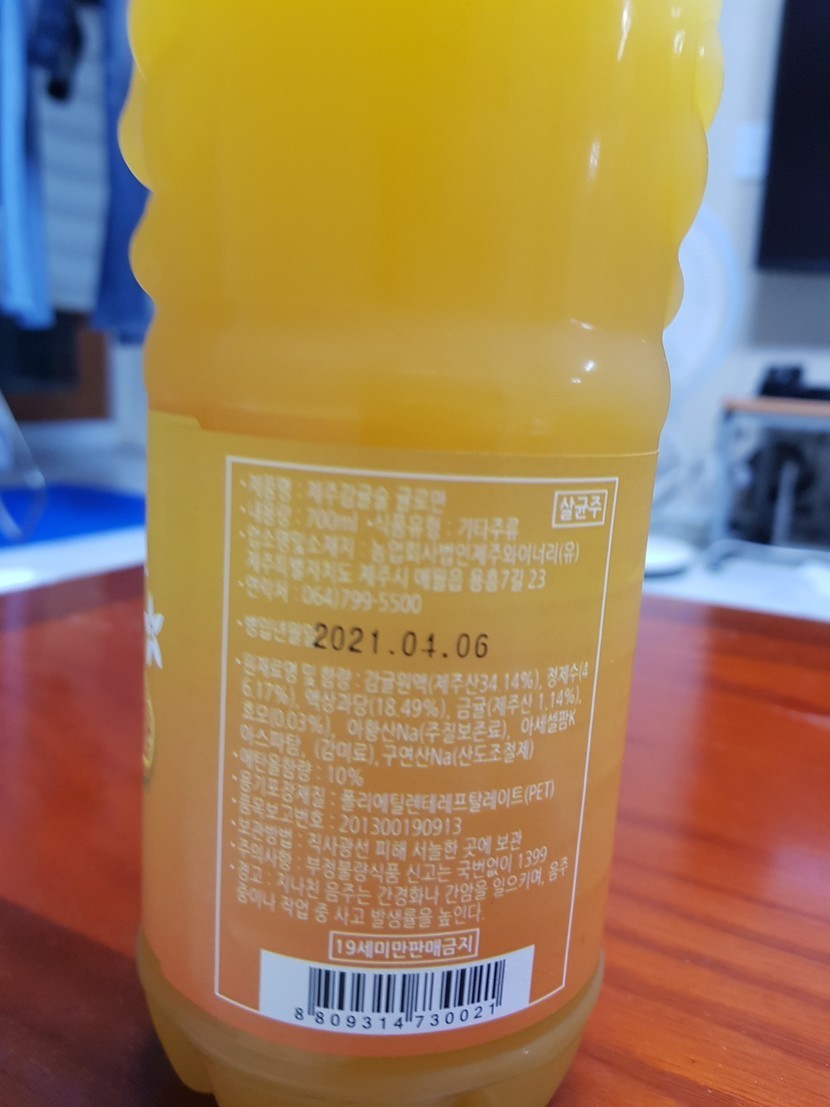 ·제품명 : 제주감귤술 귤로만
살균주
·내용량 : 700ml ·식품유형 : 기타주류
·업소명및소재지 : 농업회사법인제주와이너리(유)
제주특별자치도 제주시 애월읍 용흥7길 23
·연락처 : 064)799-5500
·병입년월일 2021.04.06
·원재료명 및 함량 : 감귤원액(제주산34.14%), 정제수(4
6.17%), 액상과당(18.49%), 금귤(제주산 1.14%),
효모(0.03%), 아황산Na(주질보존료), 아세셀팜K
아스파탐, (감미료), 구연산Na(산도조절제)
·에탄올함량 : 10%
·용기포장재질 : 폴리에틸렌테레프탈레이트(PET)
·품목보고번호 : 201300190913
·보관방법 : 직사광선 피해 서늘한 곳에 보관
·주의사항 : 부정불량식품 신고는 국번없이 1399
·경고 : 지나친 음주는 간경화나 간암을 일으키며, 음주
중이나 작업 중 사고 발생률을 높인다.
19세미만판매금지
8 809314 730021